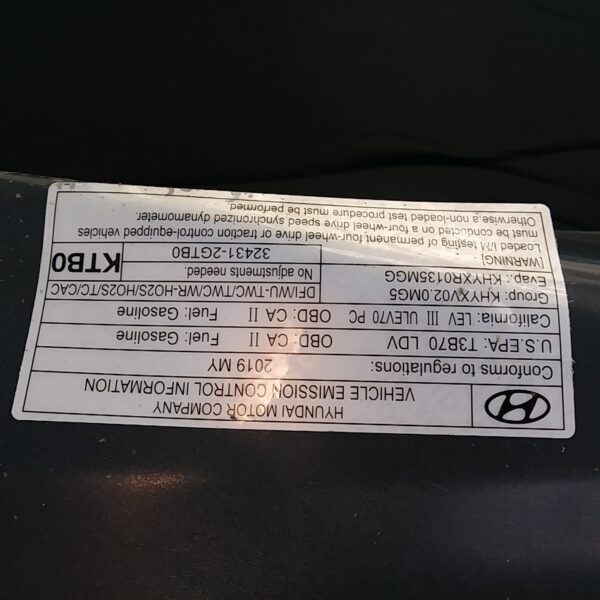 HYUNDAI MOTOR COMPANY
VEHICLE EMISSION CONTROL INFORMATION
Conforms to regulations: 2019 MY
U.S.EPA: T3B70 LDV OBD: CA II Fuel: Gasoline
California: LEV III ULEV70 PC OBD: CA II Fuel: Gasoline
Group: KHYXV02.0MG5
Evap.: KHYXR0135MGG
DFI/WU-TWC/TWC/WR-HO2S/HO2S/TC/CAC
No adjustments needed.
32431-2GTB0
KTB0
[WARNING]
Loaded I/M testing of permanent four-wheel drive or traction control-equipped vehicles
must be conducted on a four-wheel drive speed synchronized dynamometer.
Otherwise a non-loaded test procedure must be performed.